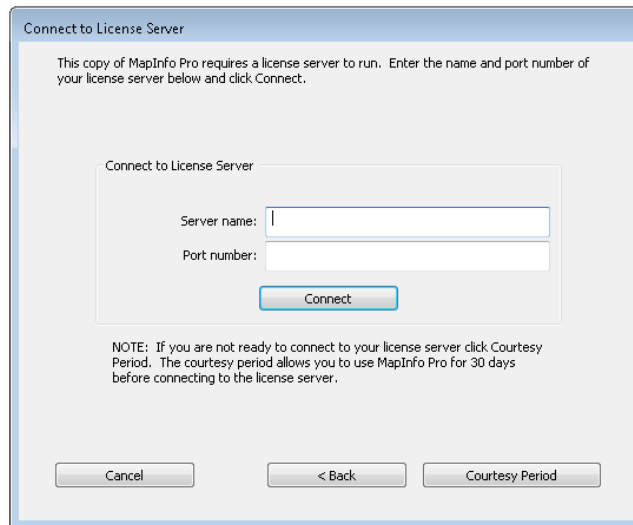 Connect to License Server
This copy of MapInfo Pro requires a license server to run.  Enter the name and port number of
your license server below and click Connect.
Connect to License Server
Server name:
Port number:
Connect
NOTE:  If you are not ready to connect to your license server click Courtesy
Period.  The courtesy period allows you to use MapInfo Pro for 30 days
before connecting to the license server.
Cancel
< Back
Courtesy Period